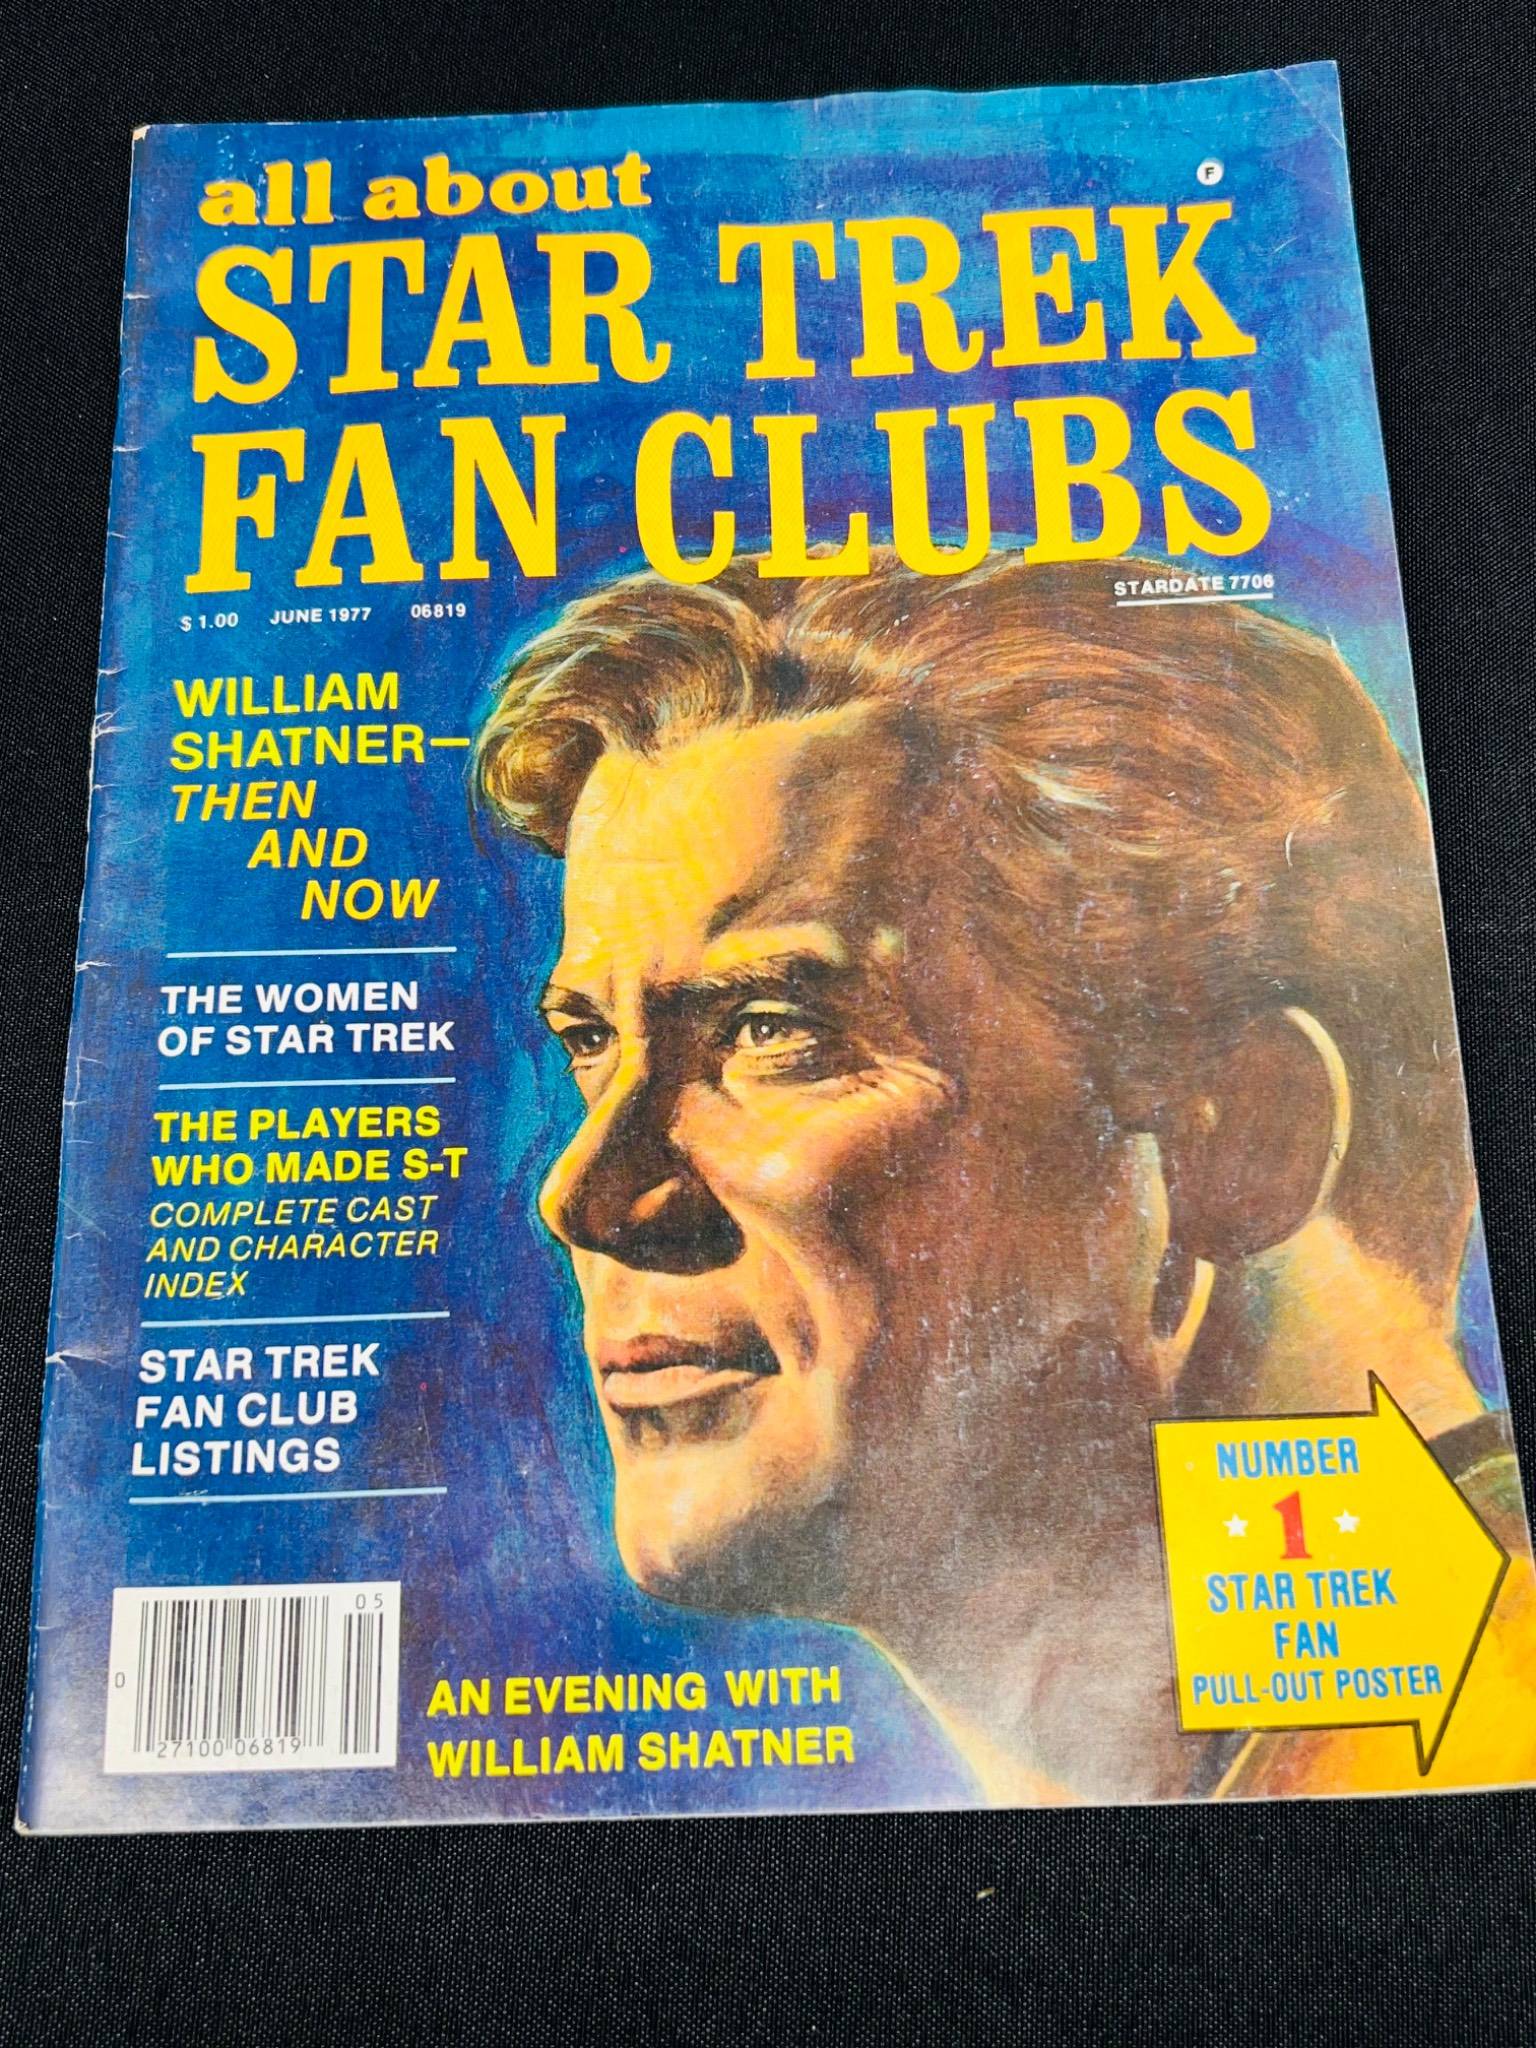 all about
F
STAR TREK
FAN CLUBS
$1.00 JUNE 1977 06819
STARDATE 7706
WILLIAM
SHATNER—
THEN
AND
NOW
THE WOMEN
OF STAR TREK
THE PLAYERS
WHO MADE S-T
COMPLETE CAST
AND CHARACTER
INDEX
STAR TREK
FAN CLUB
LISTINGS
NUMBER
1
STAR TREK
FAN
PULL-OUT POSTER
05
0
27100 06819
AN EVENING WITH
WILLIAM SHATNER